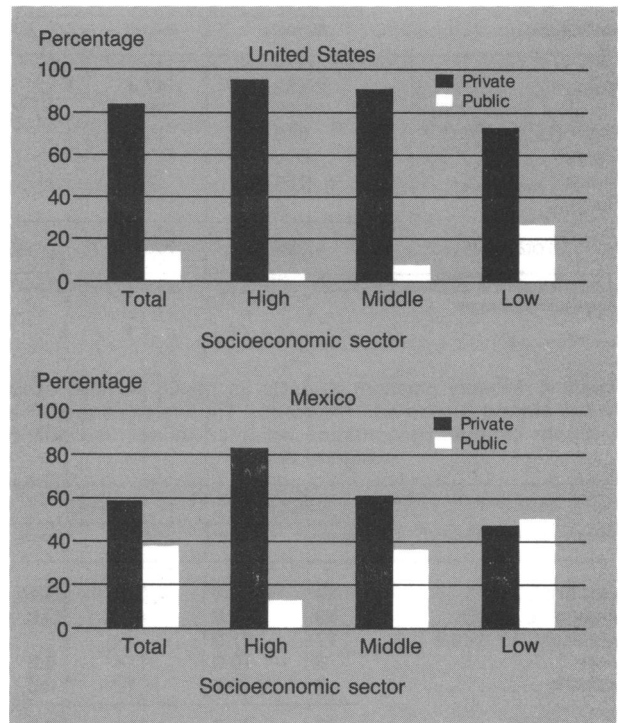 Percentage
United States
100
Private
Public
80
60
40
20
0
Total High Middle Low
Socioeconomic sector
Percentage
Mexico
100
Private
Public
80
60
40
20
0
Total High Middle Low
Socioeconomic sector